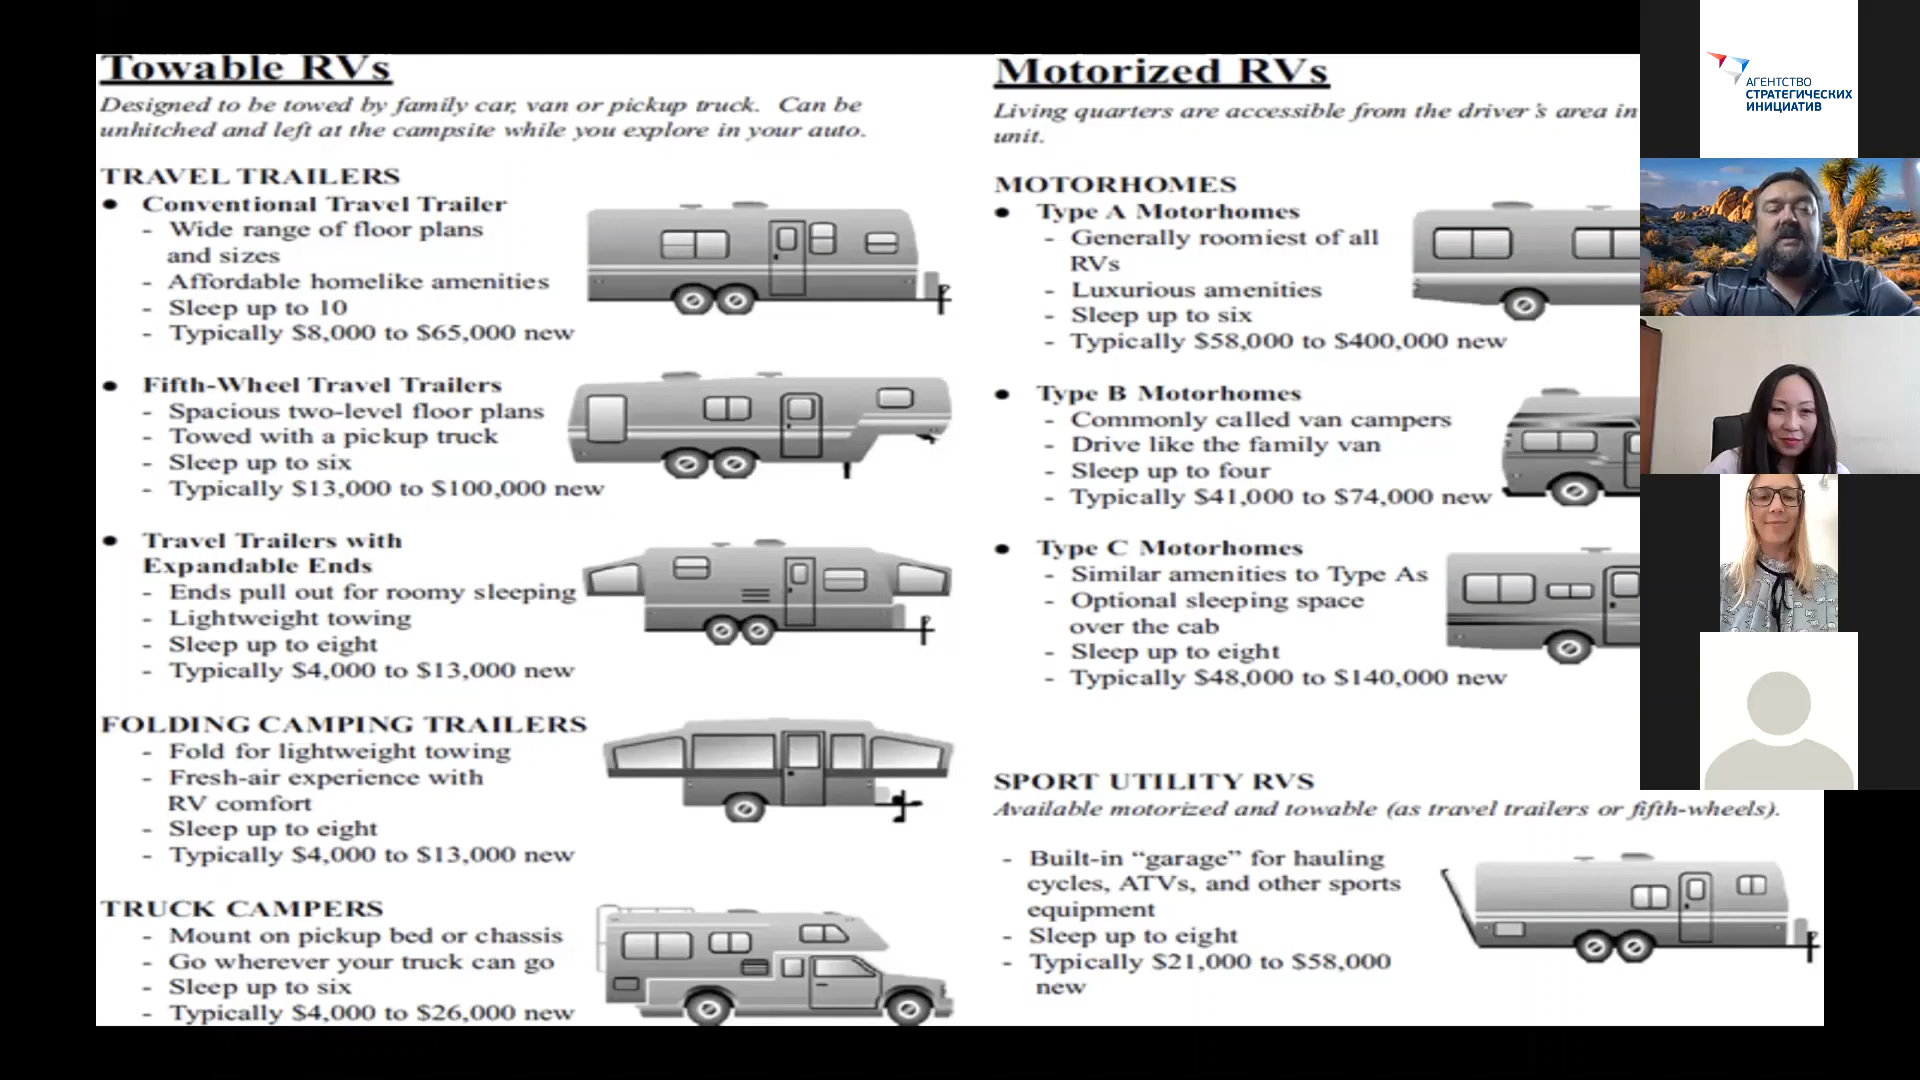 Towable RVs
Designed to be towed by family car, van or pickup truck. Can be
unhitched and left at the campsite while you explore in your auto.
TRAVEL TRAILERS
● Conventional Travel Trailer
- Wide range of floor plans
and sizes
- Affordable homelike amenities
- Sleep up to 10
- Typically $8,000 to $65,000 new
● Fifth-Wheel Travel Trailers
- Spacious two-level floor plans
- Towed with a pickup truck
- Sleep up to six
- Typically $13,000 to $100,000 new
● Travel Trailers with
Expandable Ends
- Ends pull out for roomy sleeping
- Lightweight towing
- Sleep up to eight
- Typically $4,000 to $13,000 new
FOLDING CAMPING TRAILERS
- Fold for lightweight towing
- Fresh-air experience with
RV comfort
- Sleep up to eight
- Typically $4,000 to $13,000 new
TRUCK CAMPERS
- Mount on pickup bed or chassis
- Go wherever your truck can go
- Sleep up to six
- Typically $4,000 to $26,000 new
Motorized RVs
Living quarters are accessible from the driver's area in
unit.
MOTORHOMES
● Type A Motorhomes
- Generally roomiest of all
RVs
- Luxurious amenities
- Sleep up to six
- Typically $58,000 to $400,000 new
● Type B Motorhomes
- Commonly called van campers
- Drive like the family van
- Sleep up to four
- Typically $41,000 to $74,000 new
● Type C Motorhomes
- Similar amenities to Type As
- Optional sleeping space
over the cab
- Sleep up to eight
- Typically $48,000 to $140,000 new
SPORT UTILITY RVS
Available motorized and towable (as travel trailers or fifth-wheels).
- Built-in “garage” for hauling
cycles, ATVs, and other sports
equipment
- Sleep up to eight
- Typically $21,000 to $58,000
new
АГЕНТСТВО
СТРАТЕГИЧЕСКИХ
ИНИЦИАТИВ